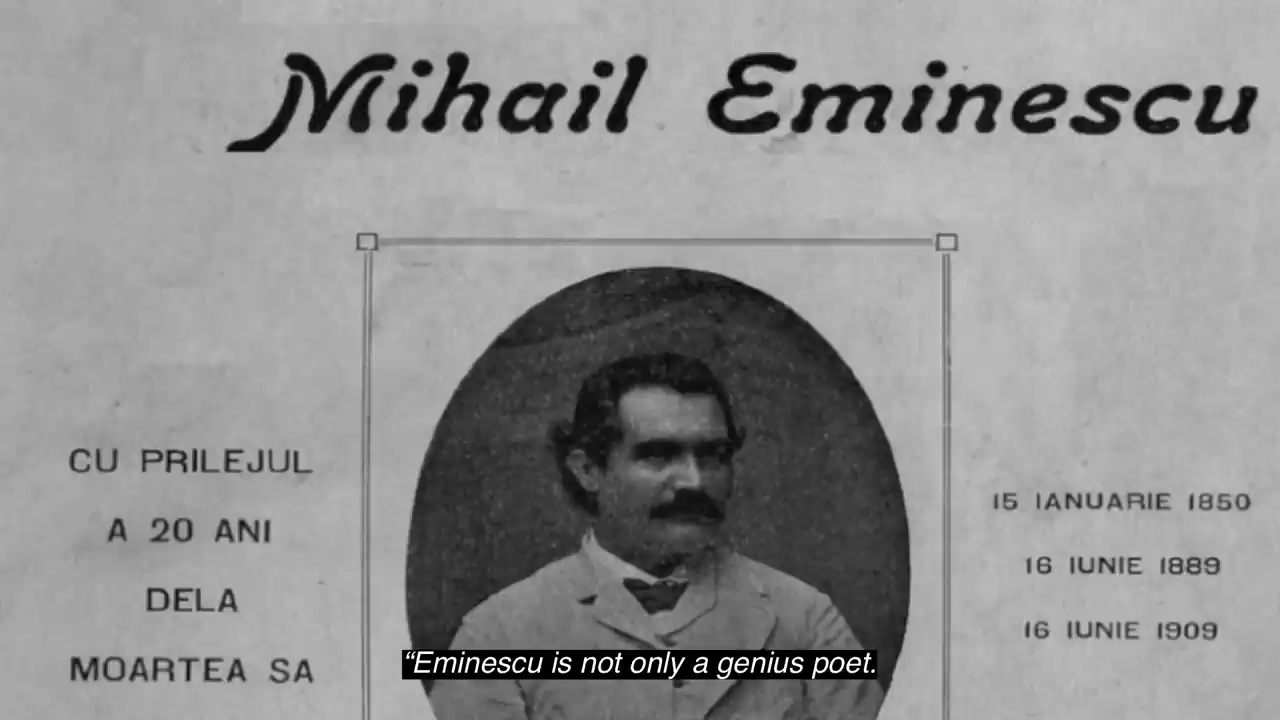 Mihail Eminescu
CU PRILEJUL
A 20 ANI
DELA
MOARTEA SA
15 IANUARIE 1850
16 IUNIE 1889
16 IUNIE 1909
“Eminescu is not only a genius poet.